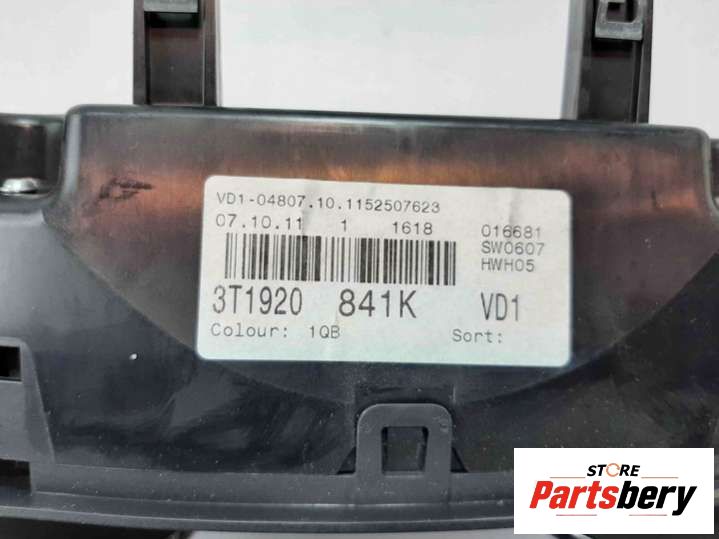 VD1-04807.10.1152507623
07.10.11 1 1618 016681
SW0607
HWH05
3T1920 841K VD1
Colour: 1QB Sort:
STORE
Partsbery